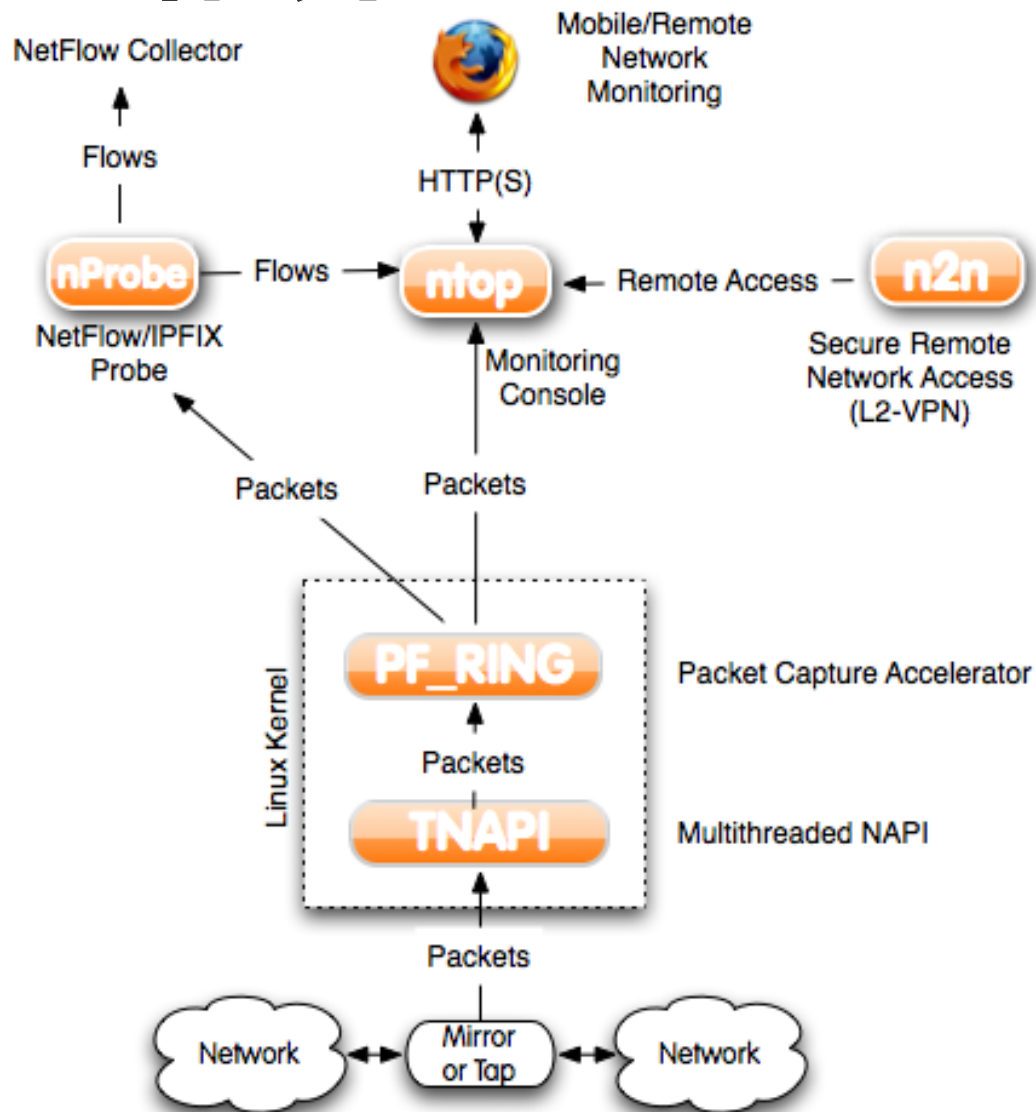 NetFlow Collector
Mobile/Remote
Network
Monitoring
Flows
HTTP(S)
nProbe
Flows
ntop
Remote Access
n2n
NetFlow/IPFIX
Probe
Monitoring
Console
Secure Remote
Network Access
(L2-VPN)
Packets
Packets
Linux Kernel
PF_RING
Packet Capture Accelerator
Packets
TNAPI
Multithreaded NAPI
Packets
Network
Mirror
or Tap
Network